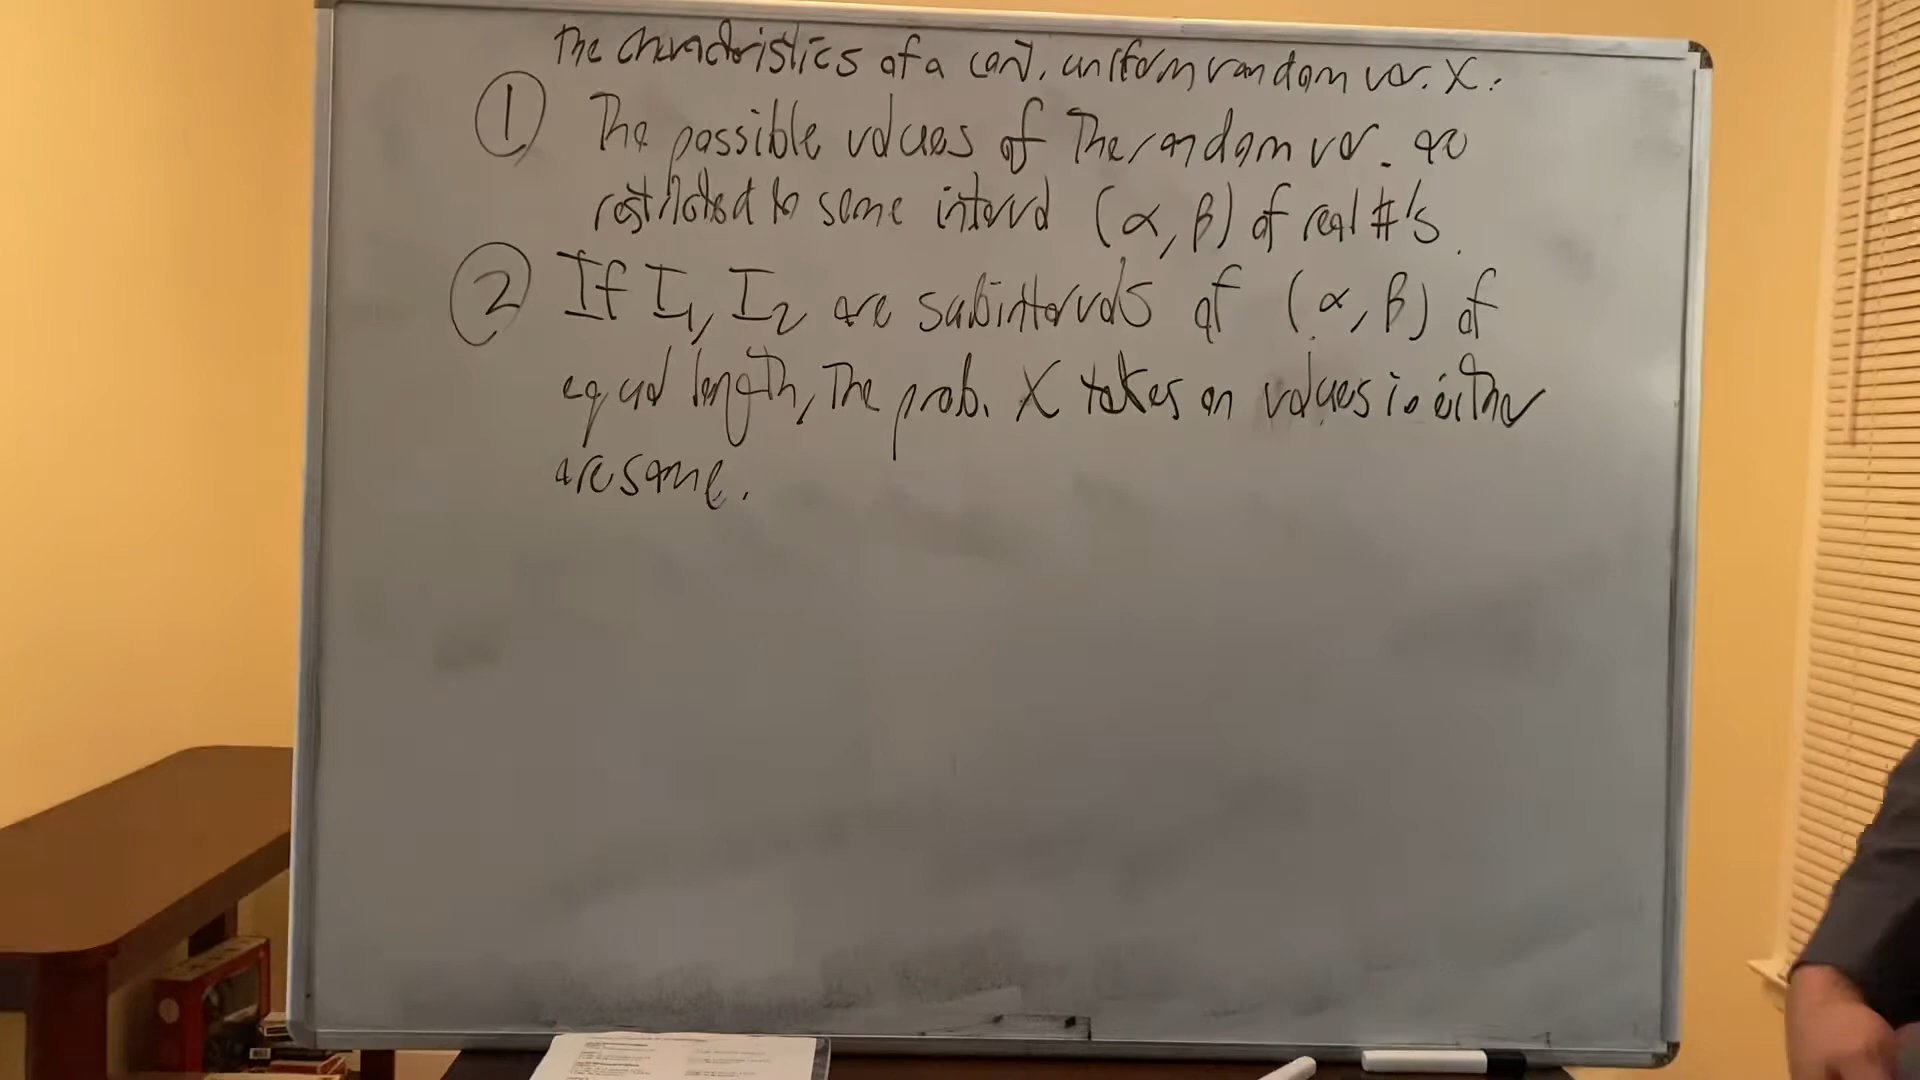 The characteristics of a cont. uniform random var. X:
① The possible values of The random var. are
restricted to some interval (α, β) of real #'s.
② If I₁, I₂ are subintervals of (α, β) of
equal length, The prob. X takes on values in either
are same.